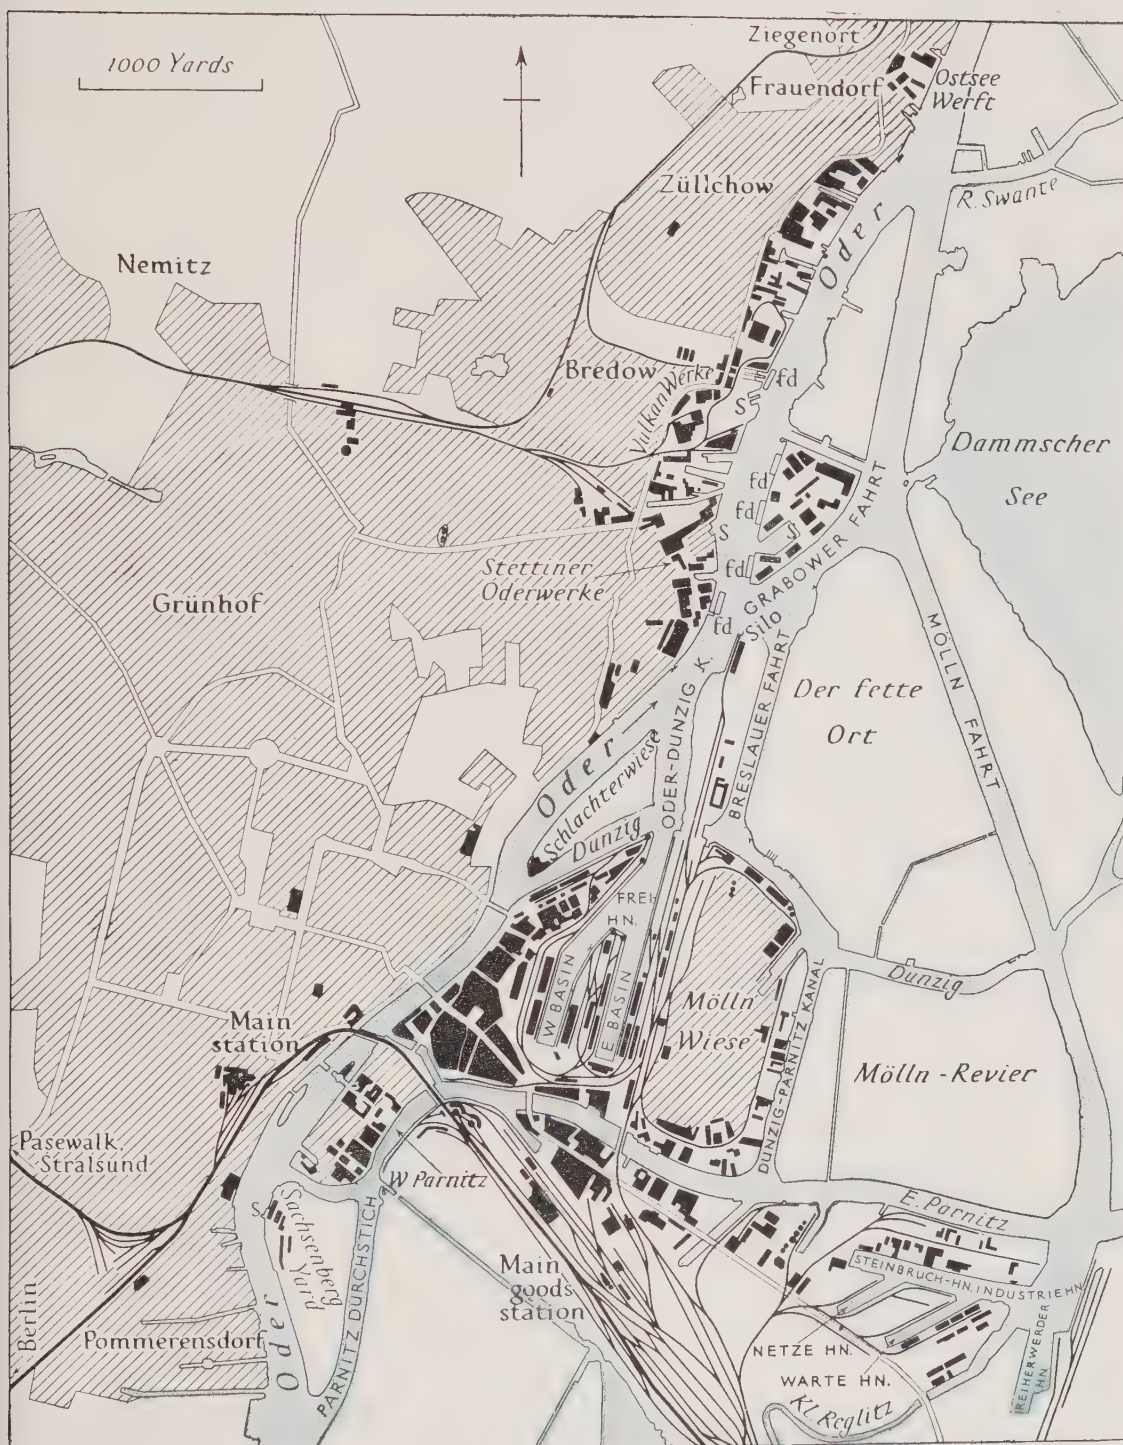 Ziegenort
1000 Yards
Frauendorf
Ostsee
Werft
Züllchow
R. Swante
Oder
Nemitz
Bredow
Vulkan Werke
fd
S
Dammscher
See
fd
fd
S
S
GRABOWER FAHRT
Stettiner
Oderwerke
fd
fd
Silo
Grünhof
MÖLLN FAHRT
Der fette
Ort
ODER-DUNZIG K.
BRESLAUER FAHRT
Oder
Schlachterwiese
Dunzig
FREI-
HN.
W BASIN
E BASIN
Mölln
Wiese
Dunzig
DUNZIG-PARNITZ KANAL
Mölln-Revier
Main
station
Pasewalk,
Stralsund
W Parnitz
E. Parnitz
S
Sachsenberg
Yard
PARNITZ DURCHSTICH
Main
goods
station
STEINBRUCH-HN.
INDUSTRIE HN.
Berlin
Pommerensdorf
Oder
NETZE HN.
WARTE HN.
Kl. Reglitz
REIHERWERDER
HN